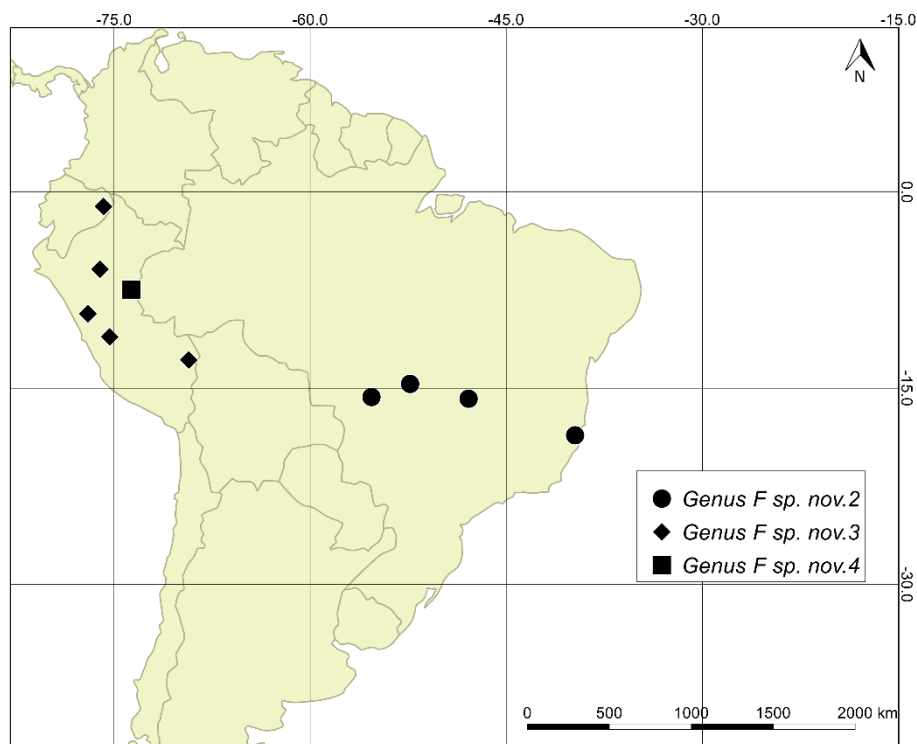 -75.0 -60.0 -45.0 -30.0 -15.0
N
0.0
-15.0
Genus F sp. nov.2
Genus F sp. nov.3
Genus F sp. nov.4
-30.0
0 500 1000 1500 2000 km